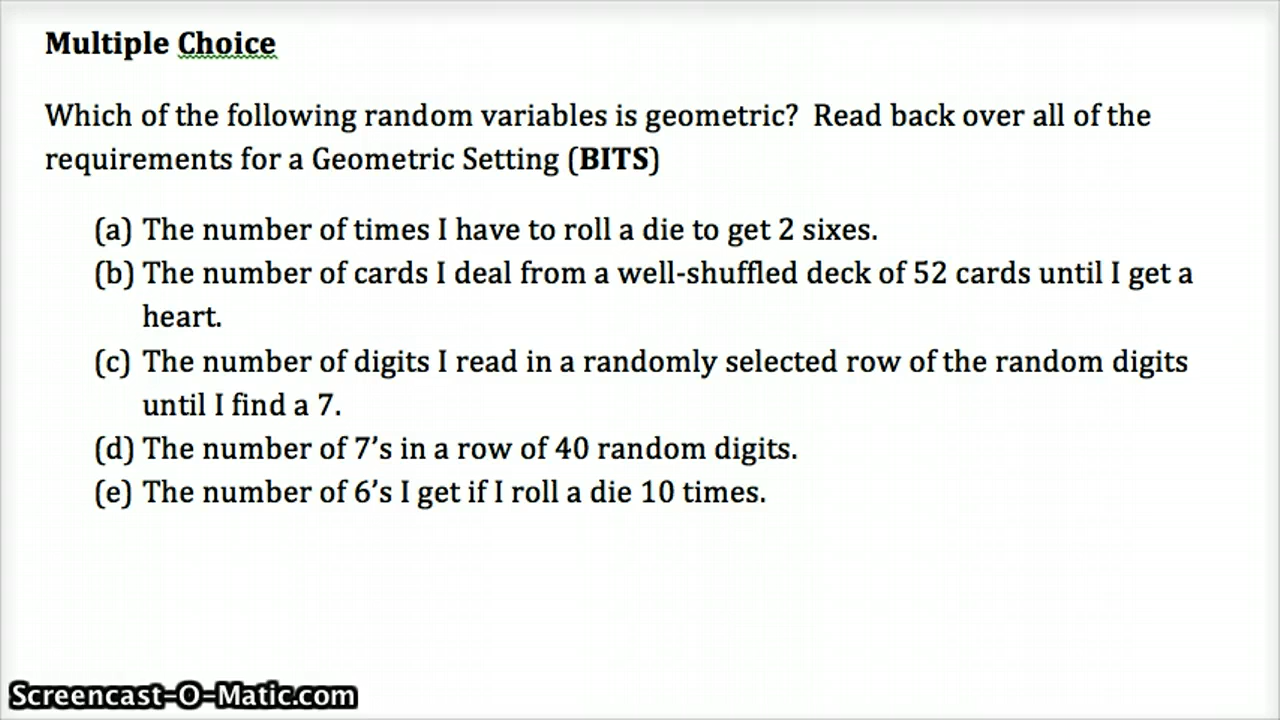 Multiple Choice
Which of the following random variables is geometric?  Read back over all of the
requirements for a Geometric Setting (BITS)
(a) The number of times I have to roll a die to get 2 sixes.
(b) The number of cards I deal from a well-shuffled deck of 52 cards until I get a
heart.
(c) The number of digits I read in a randomly selected row of the random digits
until I find a 7.
(d) The number of 7’s in a row of 40 random digits.
(e) The number of 6’s I get if I roll a die 10 times.
Screencast-O-Matic.com